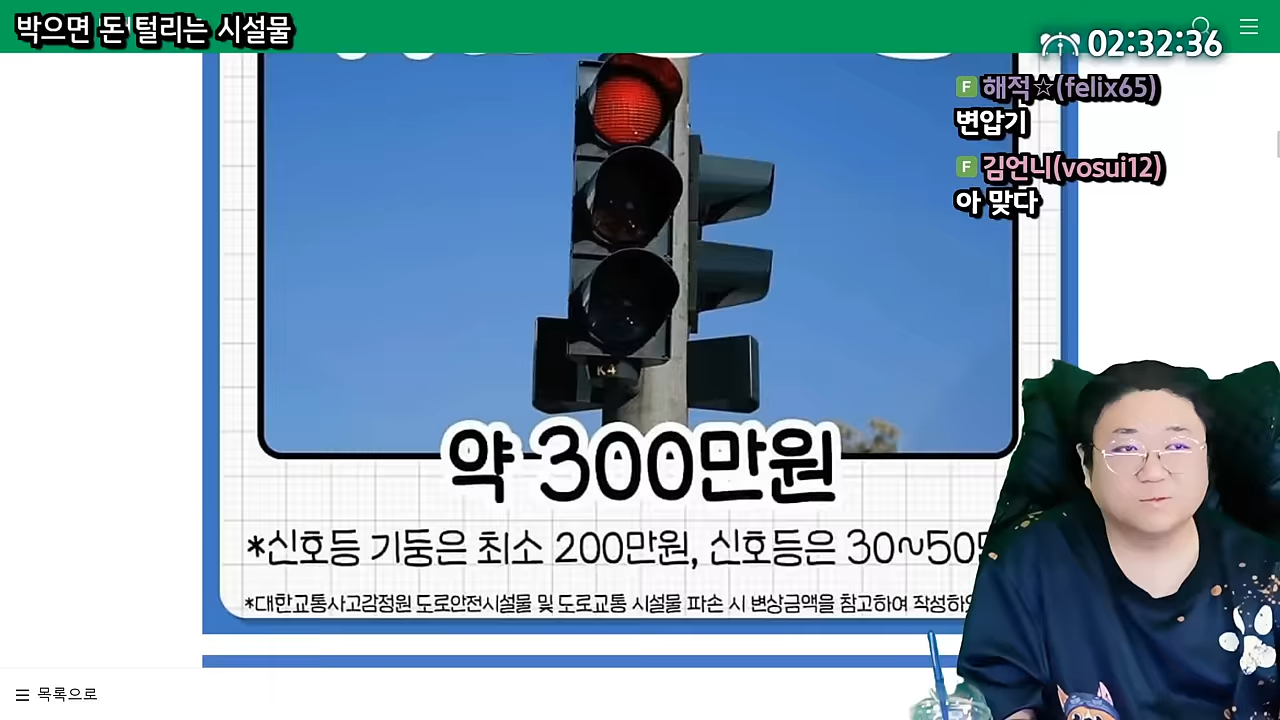 박으면 돈 털리는 시설물
02:32:36
F 해적☆(felix65)
변압기
F 김언니(vosui12)
아 맞다
K4
약 300만원
*신호등 기둥은 최소 200만원, 신호등은 30~50
*대한교통사고감정원 도로안전시설물 및 도로교통 시설물 파손 시 변상금액을 참고하여
목록으로